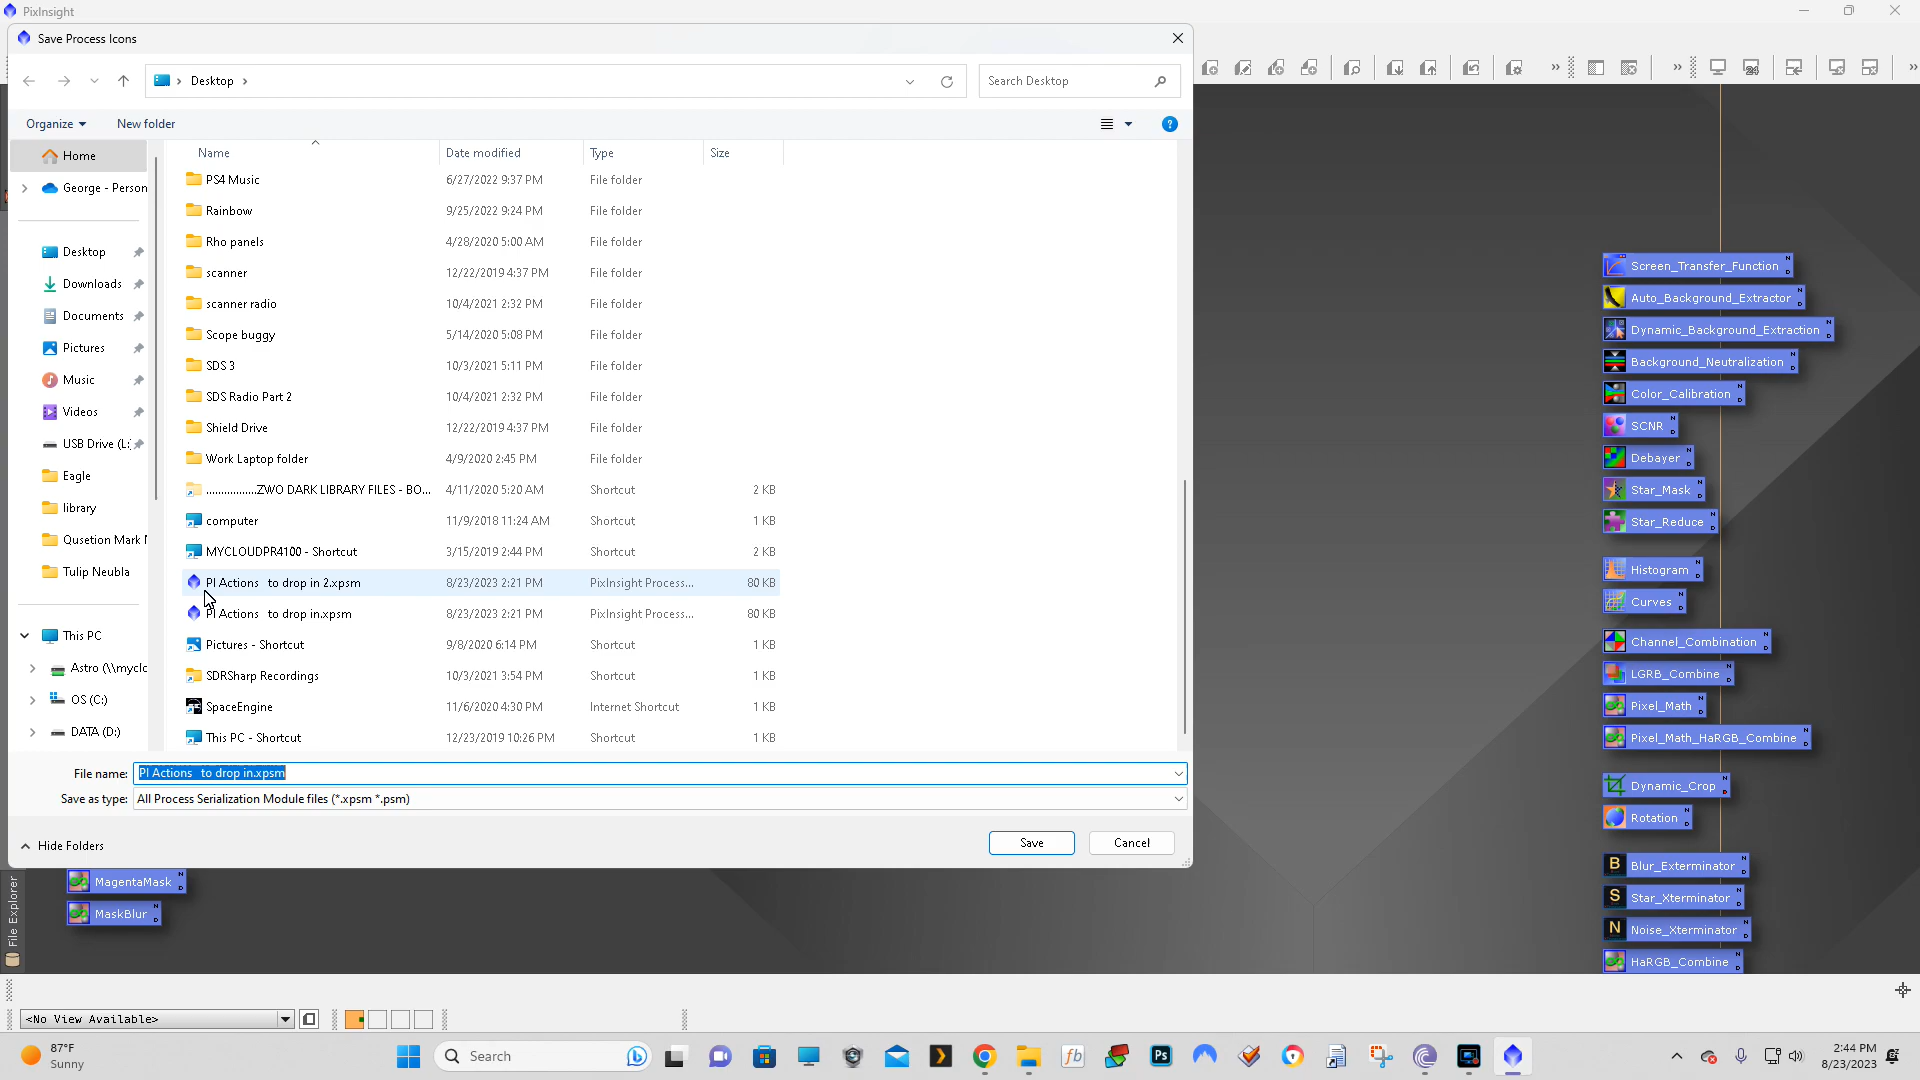 PixInsight
Save Process Icons
Desktop
Search Desktop
Organize
New folder
Name
Date modified
Type
Size
Home
George - Person
Desktop
Downloads
Documents
Pictures
Music
Videos
USB Drive (L:
Eagle
library
Qusetion Mark
Tulip Neubla
This PC
Astro (\\myclo
OS (C:)
DATA (D:)
PS4 Music 6/27/2022 9:37 PM File folder
Rainbow 9/25/2022 9:24 PM File folder
Rho panels 4/28/2020 5:00 AM File folder
scanner 12/22/2019 4:37 PM File folder
scanner radio 10/4/2021 2:32 PM File folder
Scope buggy 5/14/2020 5:08 PM File folder
SDS 3 10/3/2021 5:11 PM File folder
SDS Radio Part 2 10/4/2021 2:32 PM File folder
Shield Drive 12/22/2019 4:37 PM File folder
Work Laptop folder 4/9/2020 2:45 PM File folder
................ZWO DARK LIBRARY FILES - BO... 4/11/2020 5:20 AM Shortcut 2 KB
computer 11/9/2018 11:24 AM Shortcut 1 KB
MYCLOUDPR4100 - Shortcut 3/15/2019 2:44 PM Shortcut 2 KB
PI Actions to drop in 2.xpsm 8/23/2023 2:21 PM PixInsight Process... 80 KB
PI Actions to drop in.xpsm 8/23/2023 2:21 PM PixInsight Process... 80 KB
Pictures - Shortcut 9/8/2020 6:14 PM Shortcut 1 KB
SDRSharp Recordings 10/3/2021 3:54 PM Shortcut 1 KB
SpaceEngine 11/6/2020 4:30 PM Internet Shortcut 1 KB
This PC - Shortcut 12/23/2019 10:26 PM Shortcut 1 KB
File name: PI Actions to drop in.xpsm
Save as type: All Process Serialization Module files (*.xpsm *.psm)
Hide Folders
Save
Cancel
Screen_Transfer_Function
Auto_Background_Extractor
Dynamic_Background_Extraction
Background_Neutralization
Color_Calibration
SCNR
Debayer
Star_Mask
Star_Reduce
Histogram
Curves
Channel_Combination
LGRB_Combine
Pixel_Math
Pixel_Math_HaRGB_Combine
Dynamic_Crop
Rotation
B Blur_Exterminator
S Star_Xterminator
N Noise_Xterminator
HaRGB_Combine
MagentaMask
MaskBlur
File Explorer
<No View Available>
87°F
Sunny
Search
fb
Ps
2:44 PM
8/23/2023